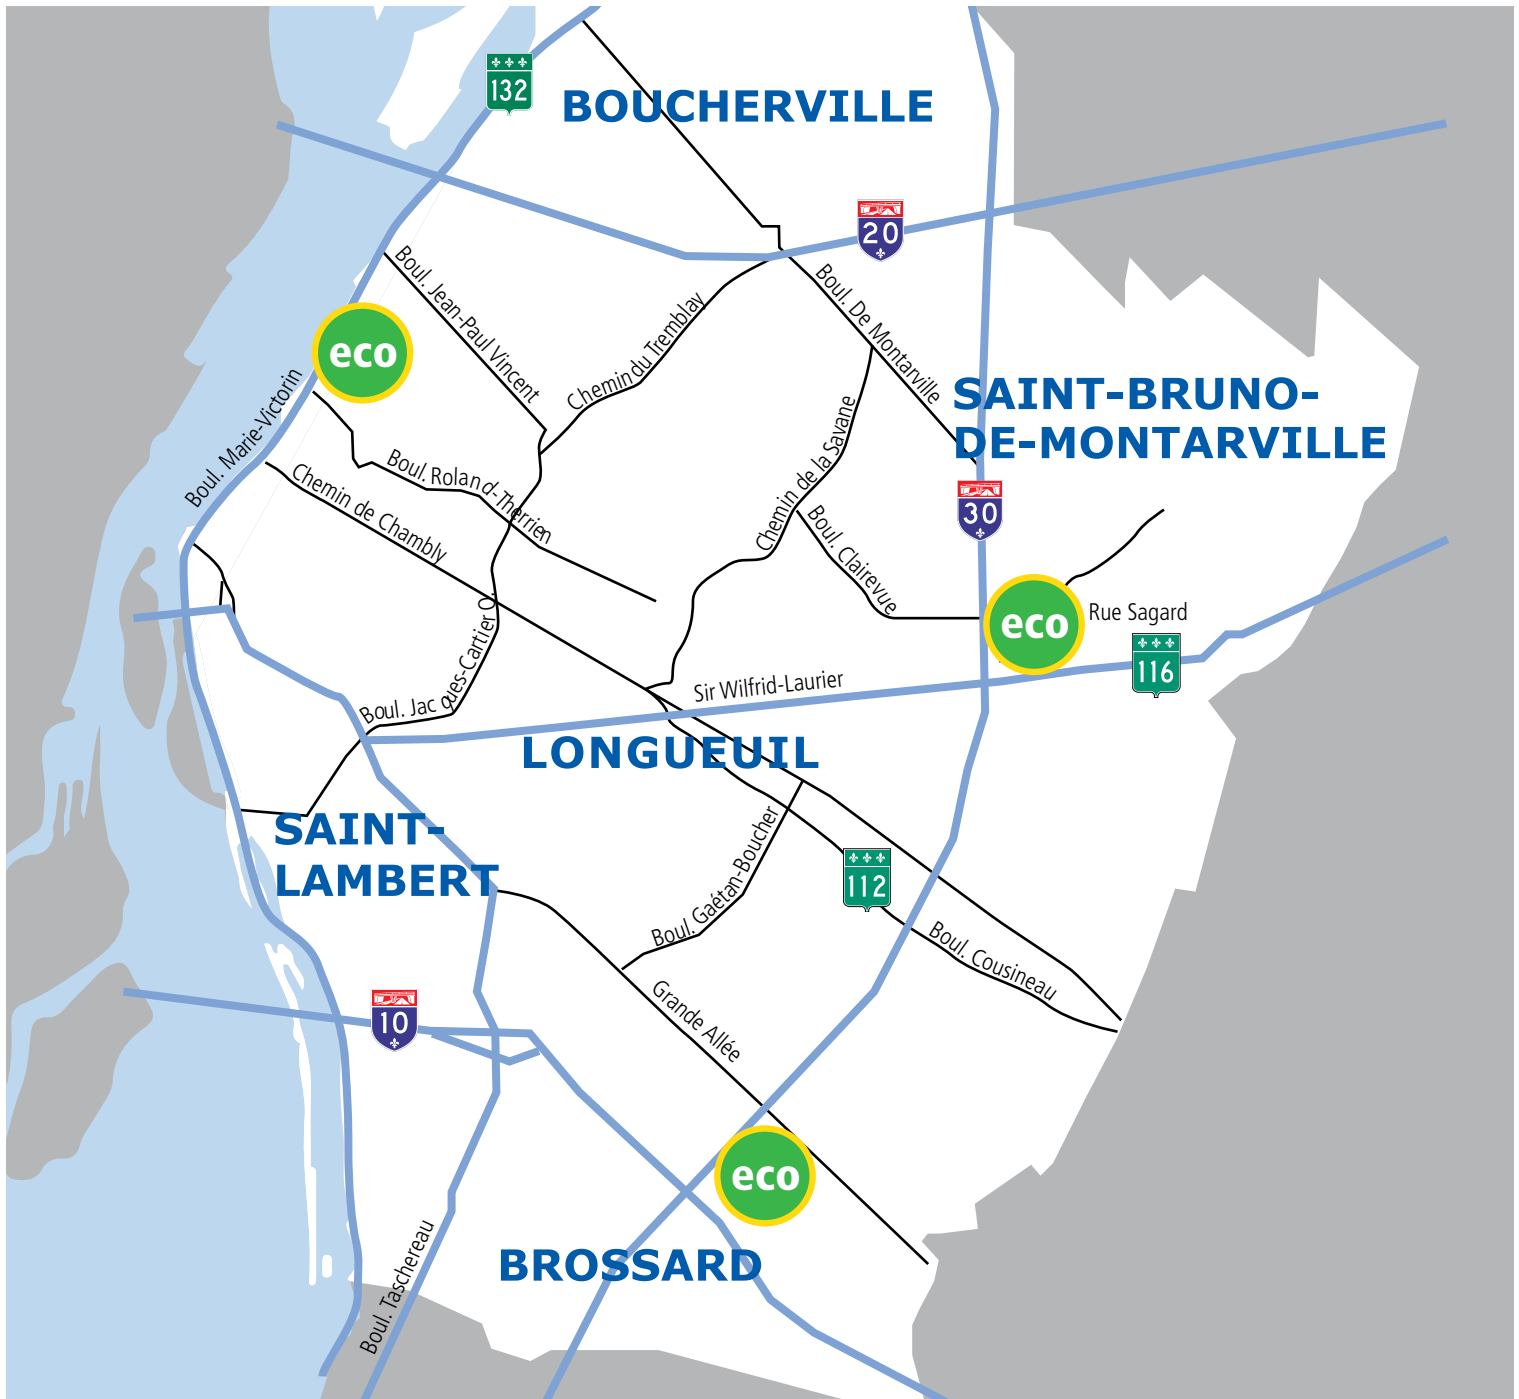 132
BOUCHERVILLE
20
Boul. Jean-Paul Vincent
Chemin du Tremblay
Boul. De Montarville
eco
Boul. Marie-Victorin
SAINT-BRUNO-
DE-MONTARVILLE
Boul. Roland-Therrien
Chemin de Chambly
Chemin de la Savane
30
Boul. Clairevue
eco
Rue Sagard
116
Boul. Jacques-Cartier O.
Sir Wilfrid-Laurier
LONGUEUIL
SAINT-
LAMBERT
Boul. Gaétan-Boucher
112
Boul. Cousineau
10
Grande Allée
eco
BROSSARD
Boul. Taschereau